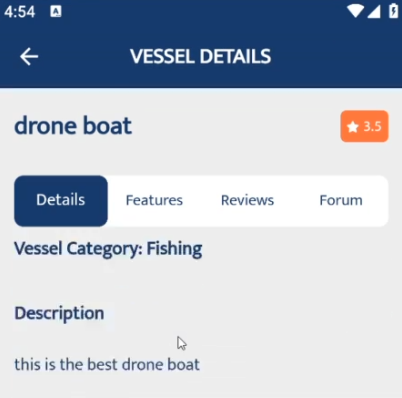 4:54
A
VESSEL DETAILS
drone boat
3.5
Details Features Reviews Forum
Vessel Category: Fishing
Description
this is the best drone boat